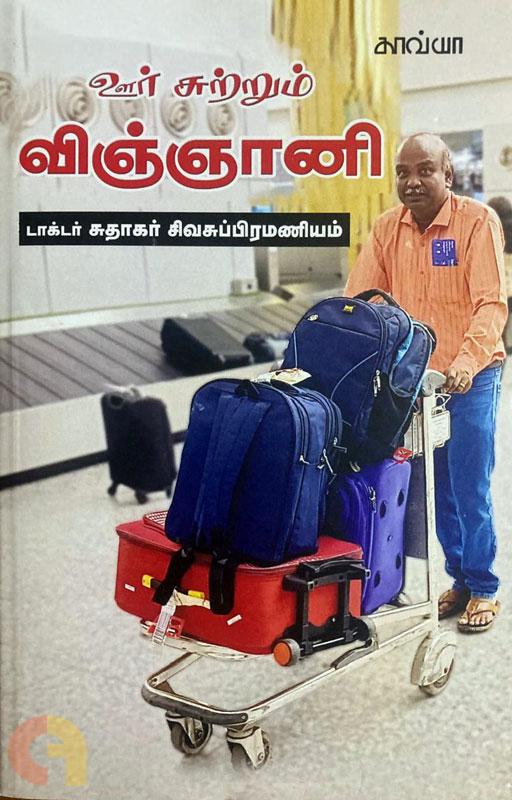 காவ்யா
ஊர் சுற்றும்
விஞ்ஞானி
டாக்டர் சுதாகர் சிவசுப்பிரமணியம்